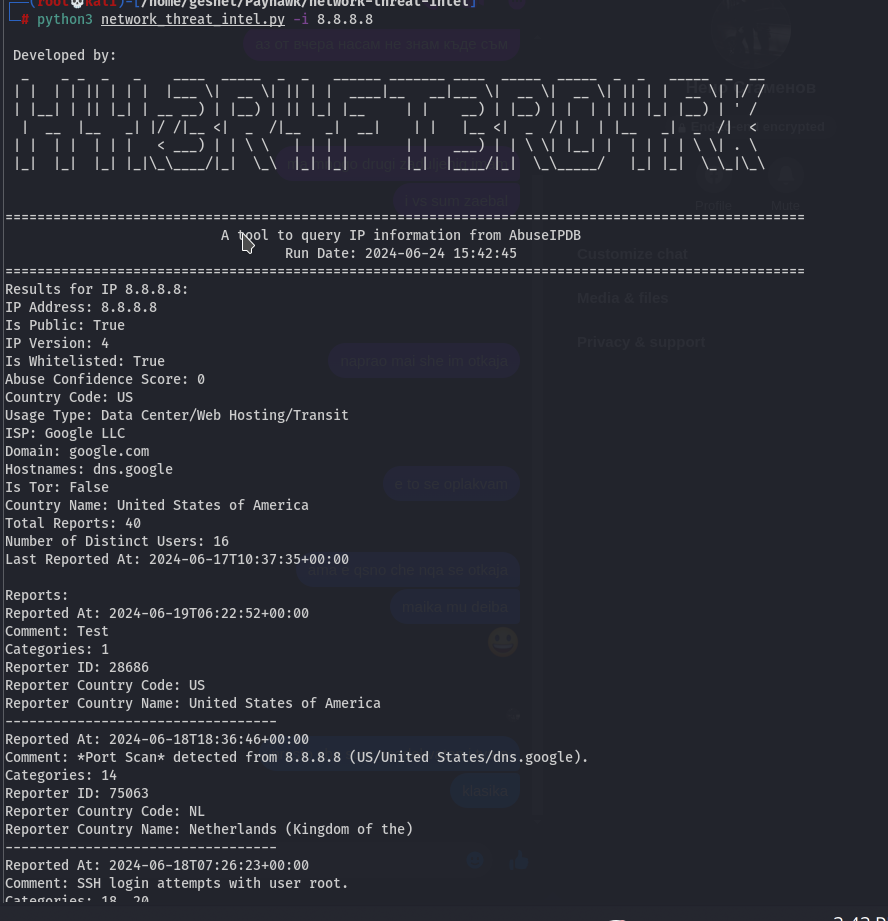 (root💀kali)-[/home/geshet/Payhawk/network-threat-intel]
# python3 network_threat_intel.py -i 8.8.8.8
Developed by:
================================================================
A tool to query IP information from AbuseIPDB
Run Date: 2024-06-24 15:42:45
================================================================
Results for IP 8.8.8.8:
IP Address: 8.8.8.8
Is Public: True
IP Version: 4
Is Whitelisted: True
Abuse Confidence Score: 0
Country Code: US
Usage Type: Data Center/Web Hosting/Transit
ISP: Google LLC
Domain: google.com
Hostnames: dns.google
Is Tor: False
Country Name: United States of America
Total Reports: 40
Number of Distinct Users: 16
Last Reported At: 2024-06-17T10:37:35+00:00
Reports:
Reported At: 2024-06-19T06:22:52+00:00
Comment: Test
Categories: 1
Reporter ID: 28686
Reporter Country Code: US
Reporter Country Name: United States of America
----------------------------------
Reported At: 2024-06-18T18:36:46+00:00
Comment: *Port Scan* detected from 8.8.8.8 (US/United States/dns.google).
Categories: 14
Reporter ID: 75063
Reporter Country Code: NL
Reporter Country Name: Netherlands (Kingdom of the)
----------------------------------
Reported At: 2024-06-18T07:26:23+00:00
Comment: SSH login attempts with user root.
Categories: 18, 20
аз от вчера насам не знам къде съм
encrypted
Profile
Mute
Customize chat
Media & files
Privacy & support
naprao mai she im otkaja
e to se oplakvam
maika mu deiba
klasika